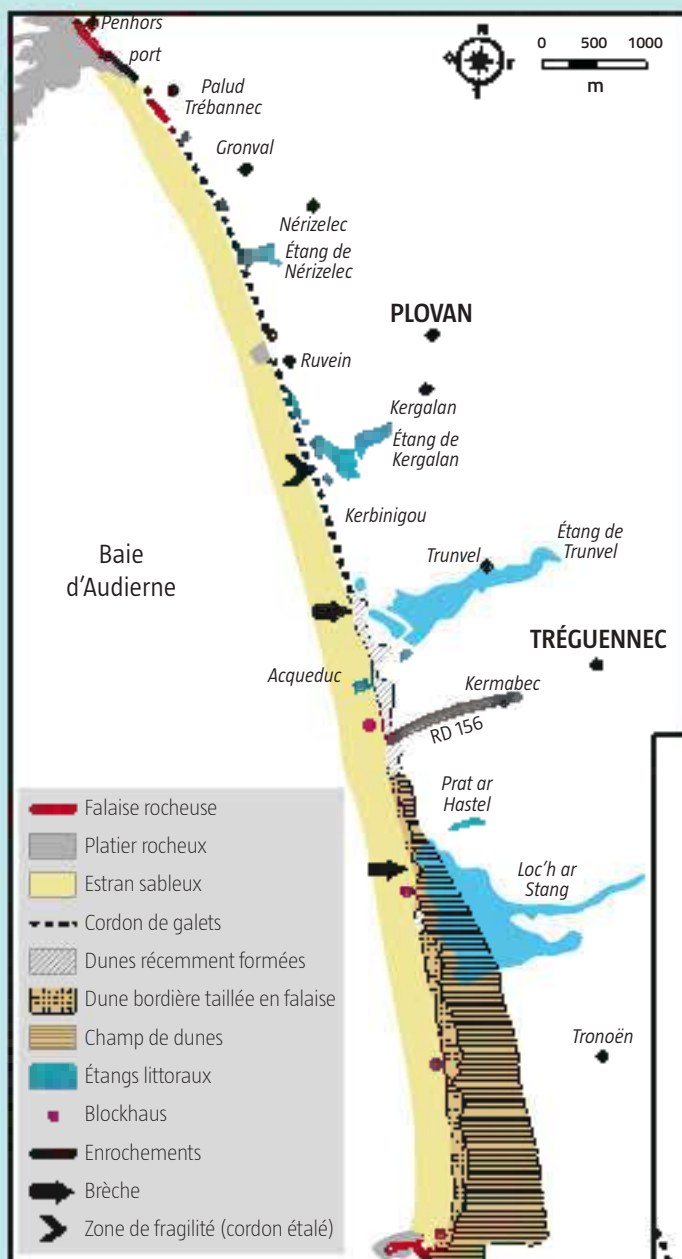 Penhors
port
0 500 1000
m
Palud
Trébannec
Gronval
Nérizelec
Étang de
Nérizelec
PLOVAN
Ruvein
Kergalan
Étang de
Kergalan
Kerbinigou
Étang de
Trunvel
Trunvel
Baie
d'Audierne
TRÉGUENNEC
Acqueduc
Kermabec
RD 156
Prat ar
Hastel
Loc'h ar
Stang
Tronoën
Falaise rocheuse
Platier rocheux
Estran sableux
Cordon de galets
Dunes récemment formées
Dune bordière taillée en falaise
Champ de dunes
Étangs littoraux
Blockhaus
Enrochements
Brèche
Zone de fragilité (cordon étalé)